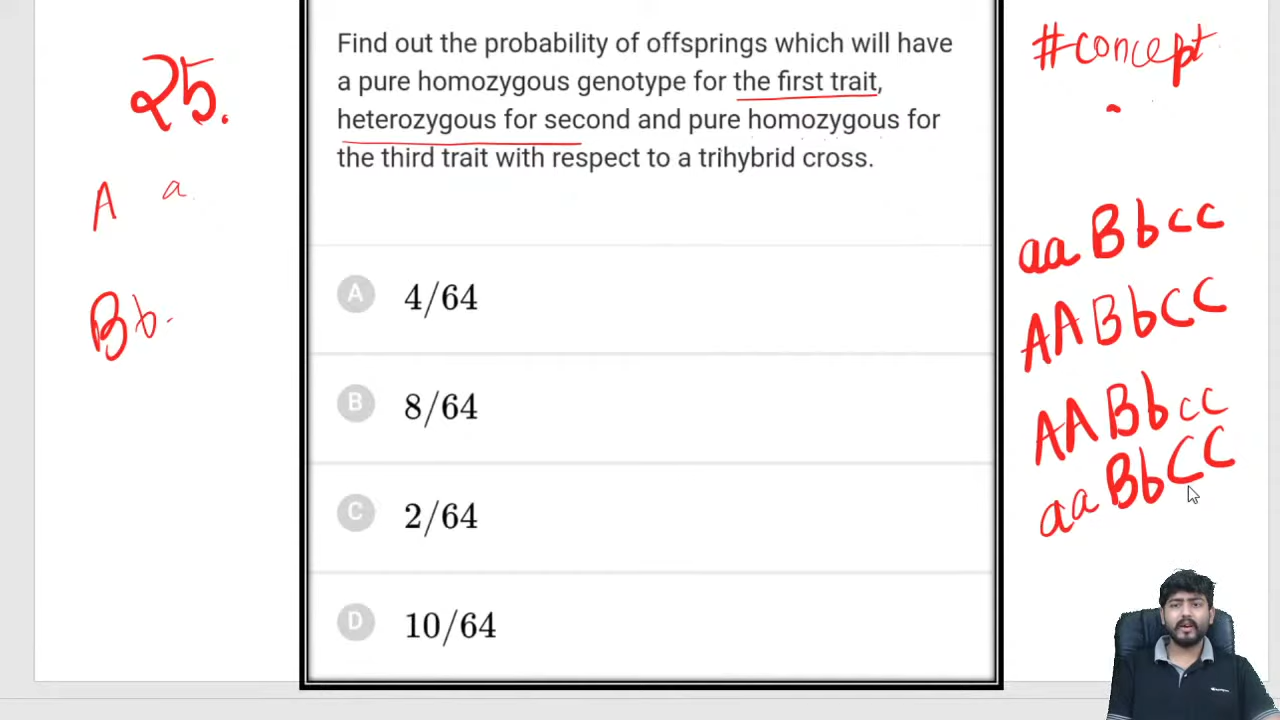 25.
A a
Bb.
Find out the probability of offsprings which will have
a pure homozygous genotype for the first trait,
heterozygous for second and pure homozygous for
the third trait with respect to a trihybrid cross.
A 4/64
B 8/64
C 2/64
D 10/64
#concept
aaBbcc
AABbCC
AABbcc
aaBbCC